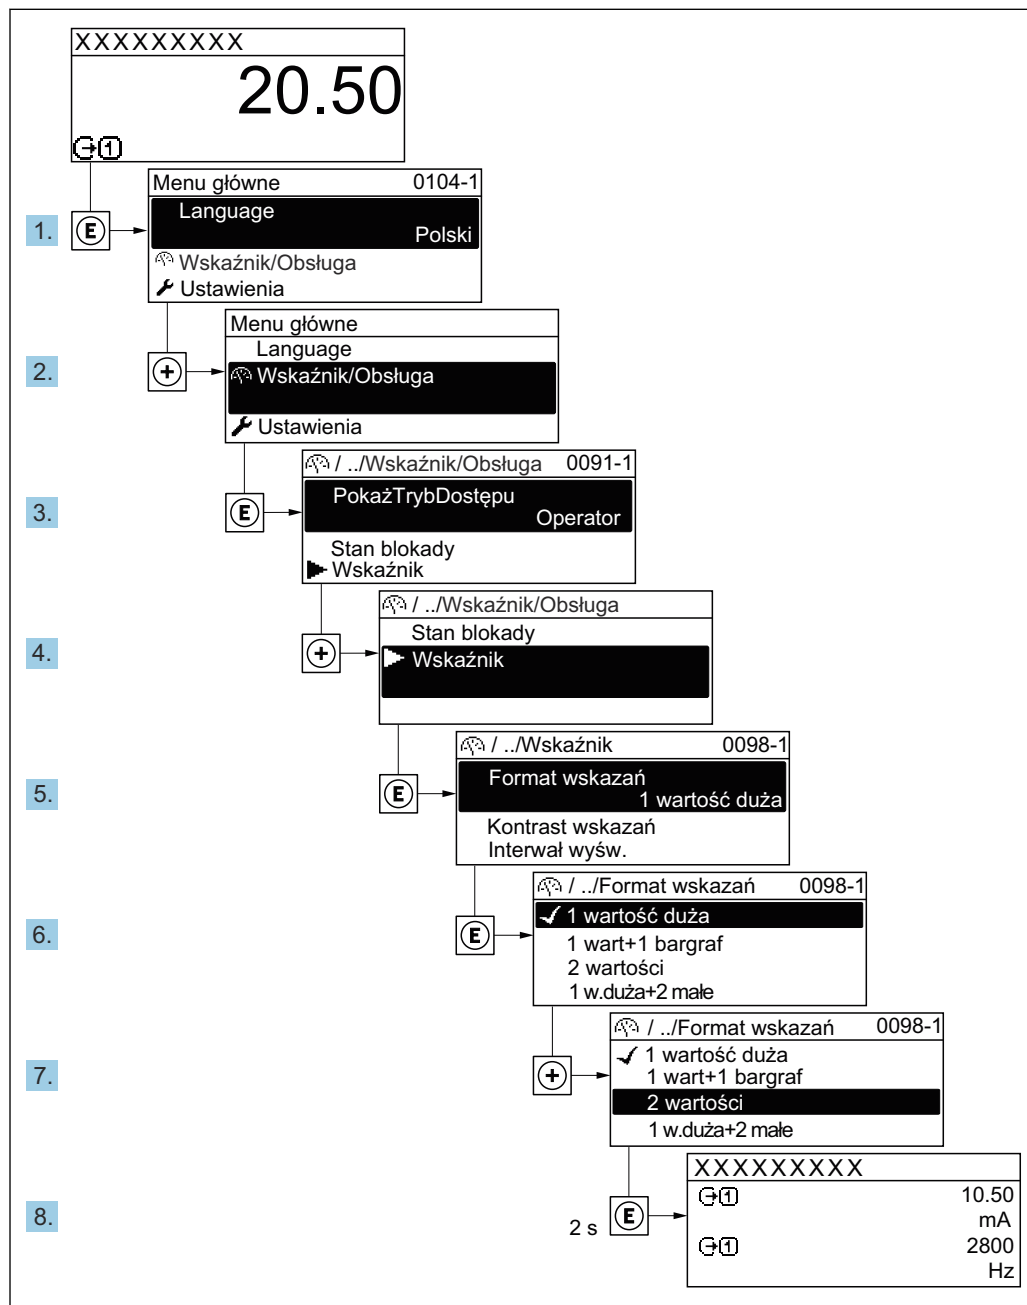 XXXXXXXXX
20.50
1
1.
E
Menu główne 0104-1
Language
Polski
Wskaźnik/Obsługa
Ustawienia
2.
+
Menu główne
Language
Wskaźnik/Obsługa
Ustawienia
3.
E
/ ../Wskaźnik/Obsługa 0091-1
PokażTrybDostępu
Operator
Stan blokady
Wskaźnik
4.
+
/ ../Wskaźnik/Obsługa
Stan blokady
Wskaźnik
5.
E
/ ../Wskaźnik 0098-1
Format wskazań
1 wartość duża
Kontrast wskazań
Interwał wyśw.
6.
E
/ ../Format wskazań 0098-1
1 wartość duża
1 wart+1 bargraf
2 wartości
1 w.duża+2 małe
7.
+
/ ../Format wskazań 0098-1
1 wartość duża
1 wart+1 bargraf
2 wartości
1 w.duża+2 małe
8.
2 s
E
XXXXXXXXX
1 10.50
mA
1 2800
Hz